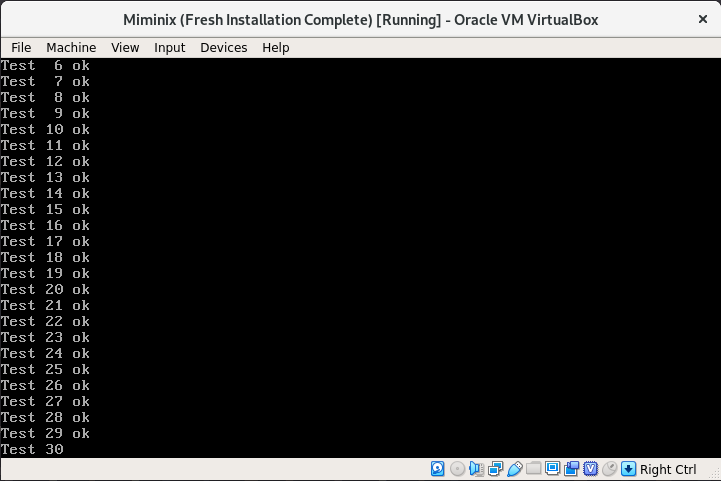 Miminix (Fresh Installation Complete) [Running] - Oracle VM VirtualBox
File Machine View Input Devices Help
Test  6 ok
Test  7 ok
Test  8 ok
Test  9 ok
Test 10 ok
Test 11 ok
Test 12 ok
Test 13 ok
Test 14 ok
Test 15 ok
Test 16 ok
Test 17 ok
Test 18 ok
Test 19 ok
Test 20 ok
Test 21 ok
Test 22 ok
Test 23 ok
Test 24 ok
Test 25 ok
Test 26 ok
Test 27 ok
Test 28 ok
Test 29 ok
Test 30
Right Ctrl